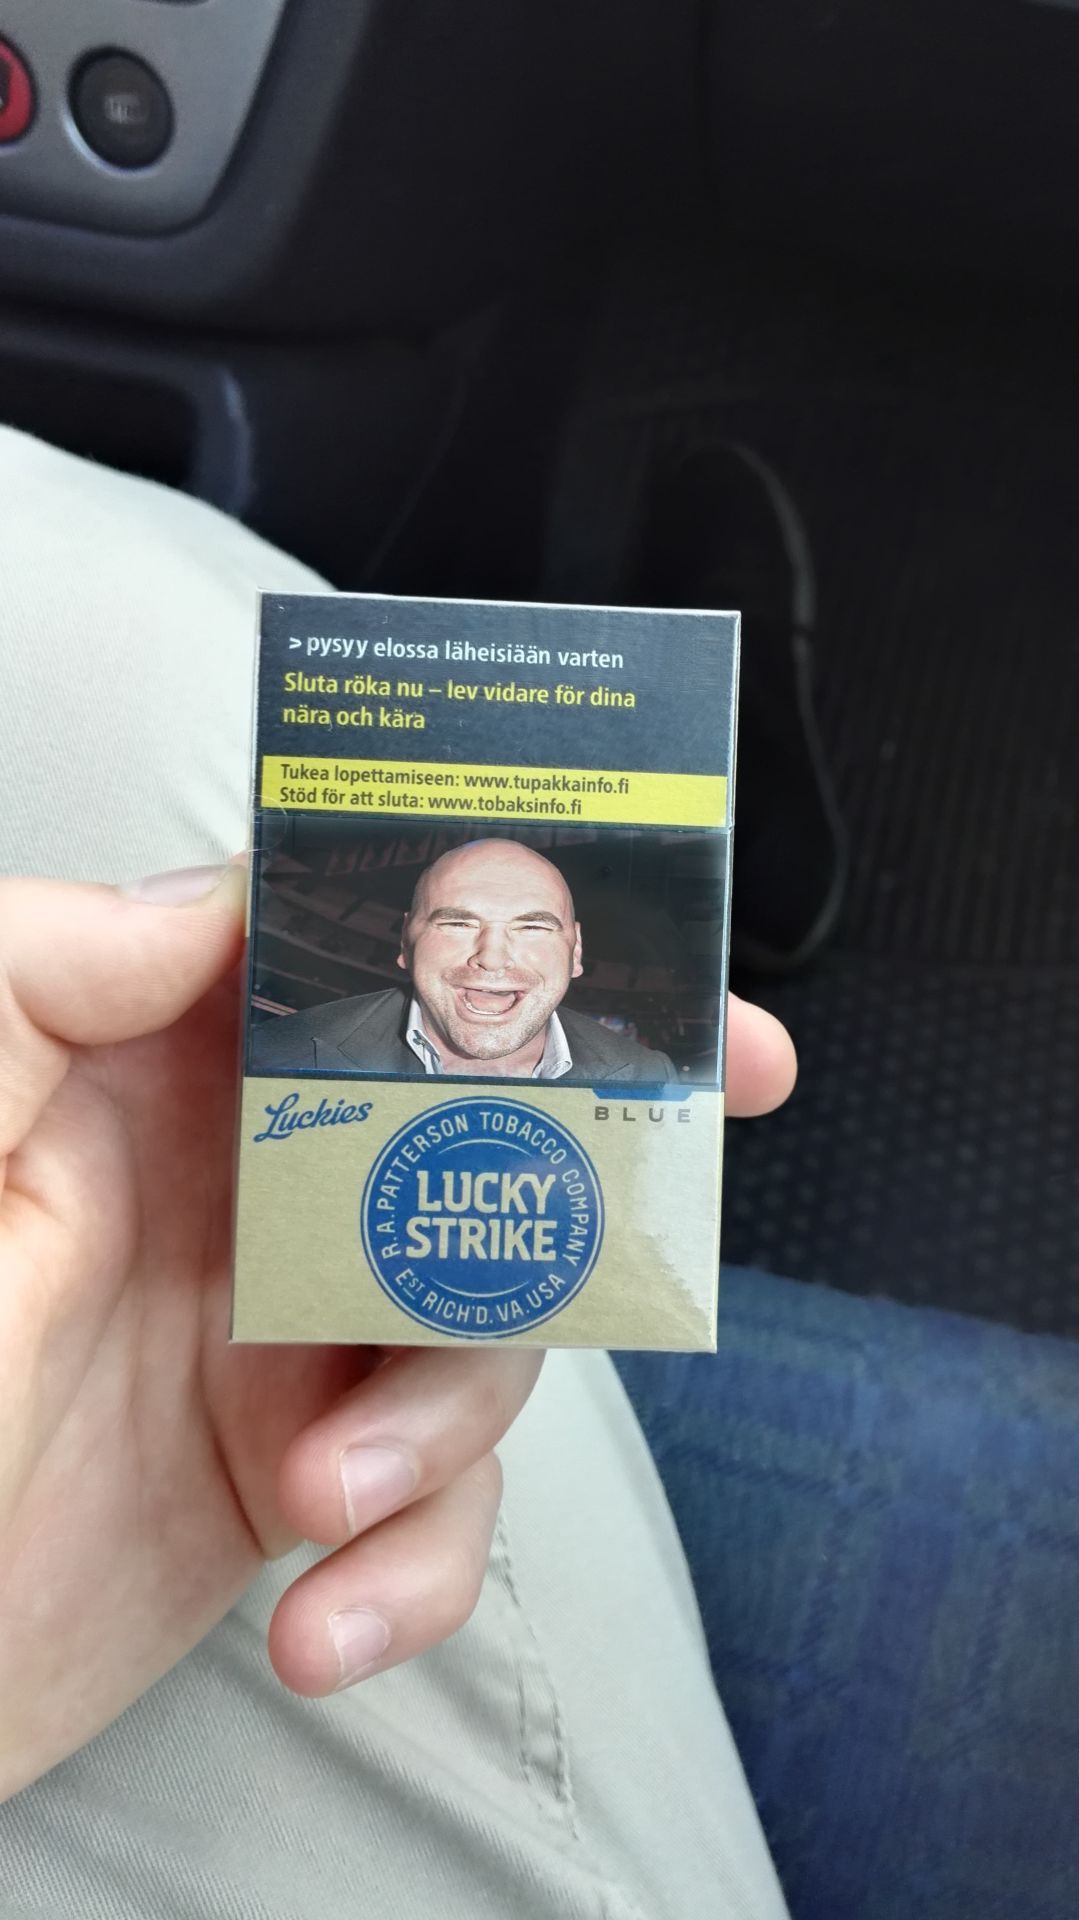 > pysyy elossa läheisiään varten
Sluta röka nu – lev vidare för dina
nära och kära
Tukea lopettamiseen: www.tupakkainfo.fi
Stöd för att sluta: www.tobaksinfo.fi
Luckies
BLUE
R.A. PATTERSON TOBACCO COMPANY
LUCKY
STRIKE
EST RICH'D. VA. USA